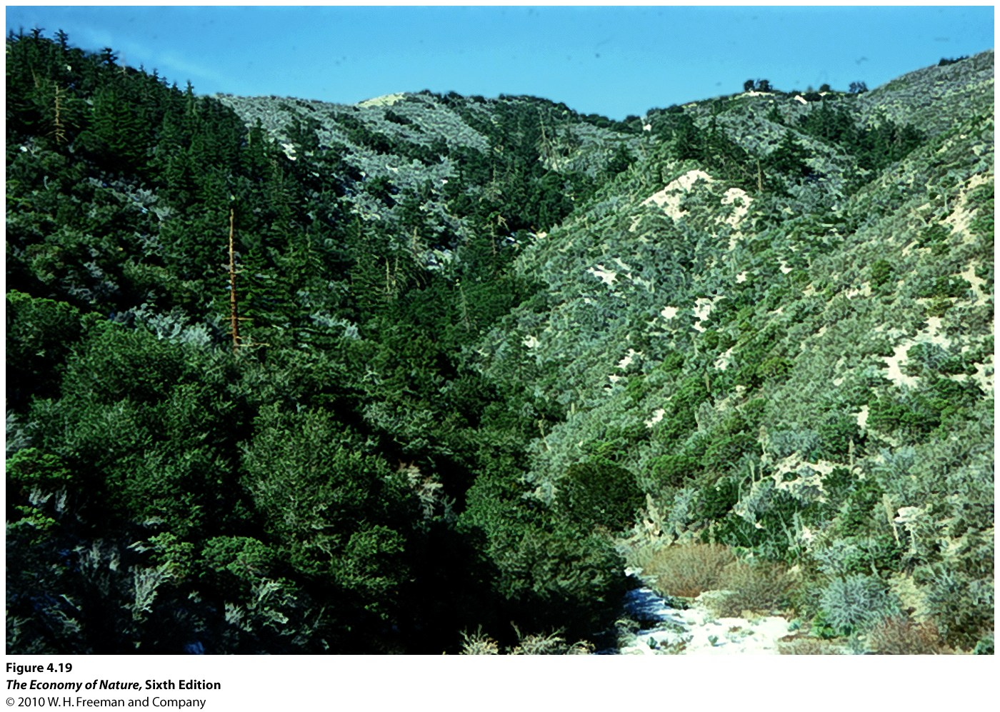 Figure 4.19
The Economy of Nature, Sixth Edition
© 2010 W. H. Freeman and Company